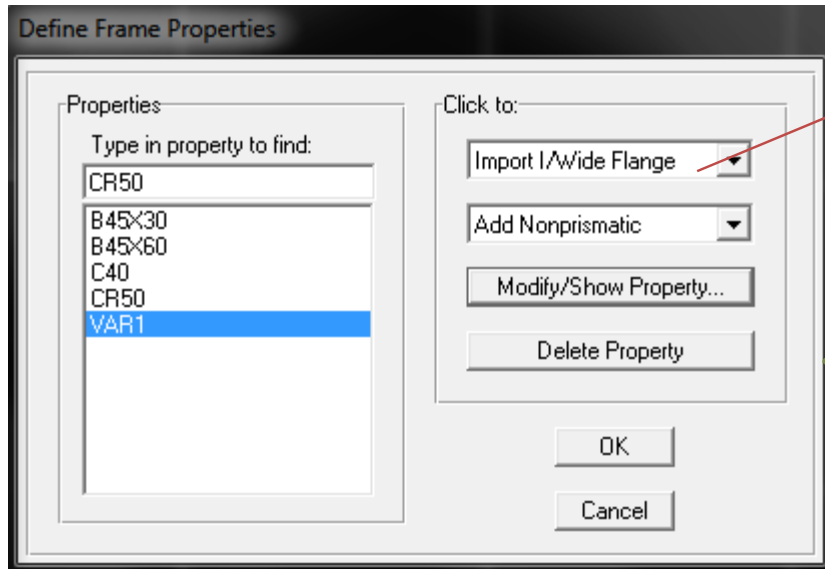 Define Frame Properties
Properties
Type in property to find:
CR50
B45X30
B45X60
C40
CR50
VAR1
Click to:
Import I/Wide Flange
Add Nonprismatic
Modify/Show Property...
Delete Property
OK
Cancel